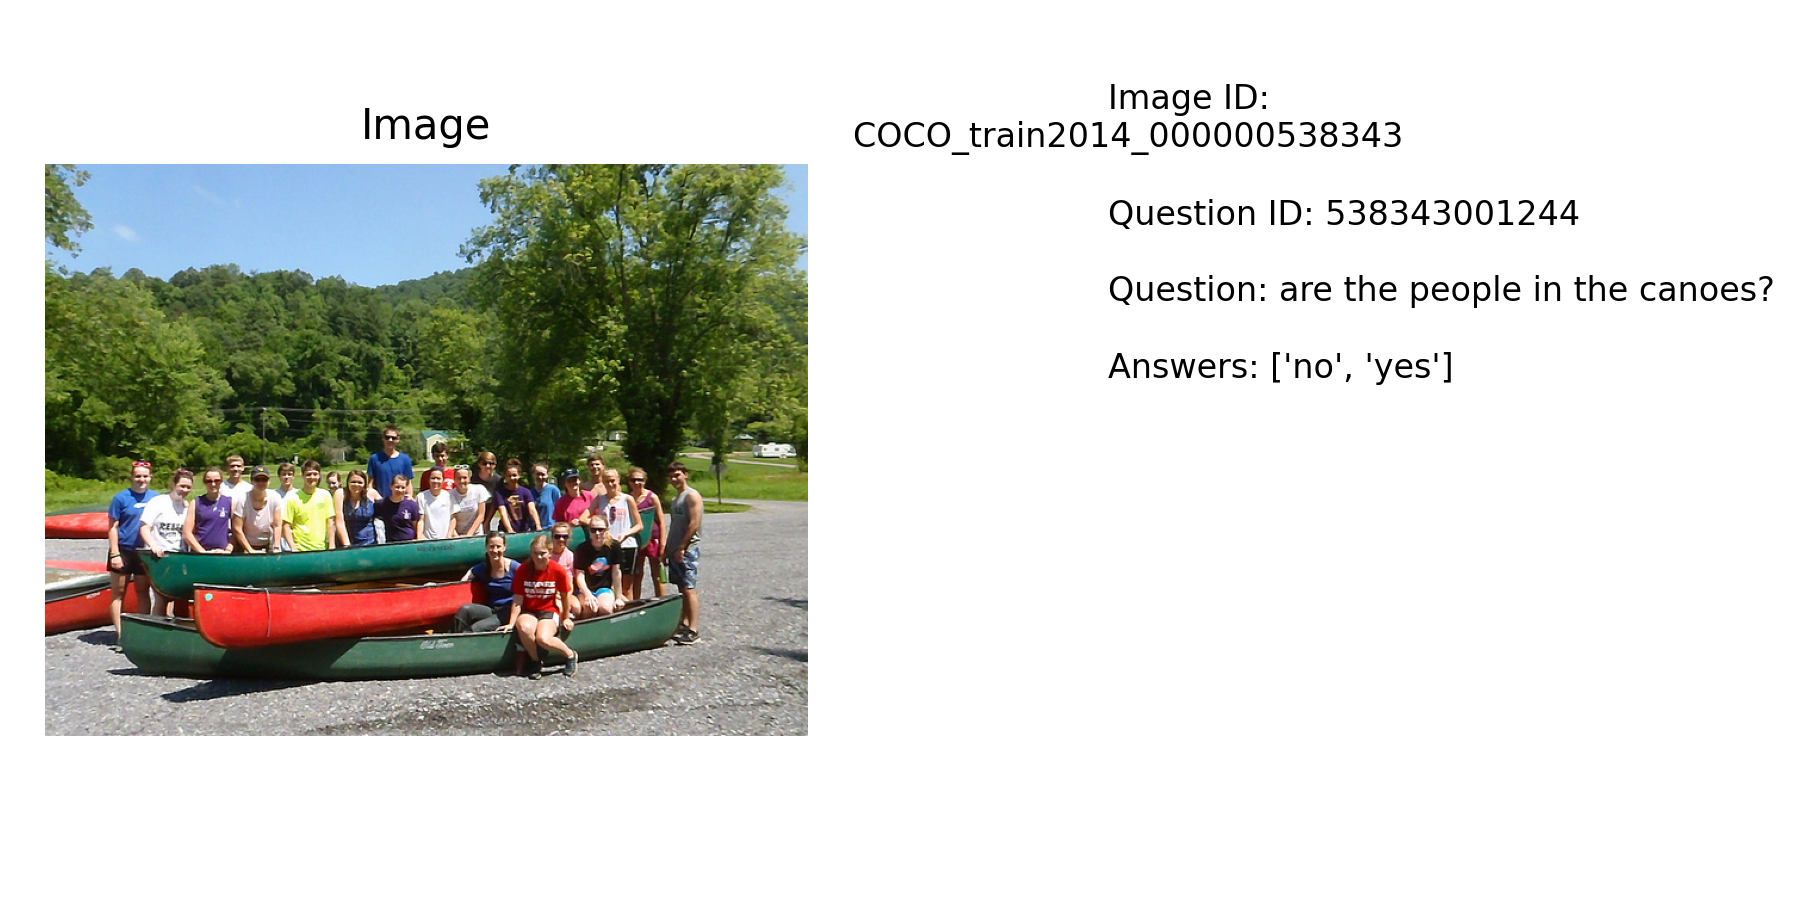 Image
Image ID:
COCO_train2014_000000538343
Question ID: 538343001244
Question: are the people in the canoes?
Answers: ['no', 'yes']